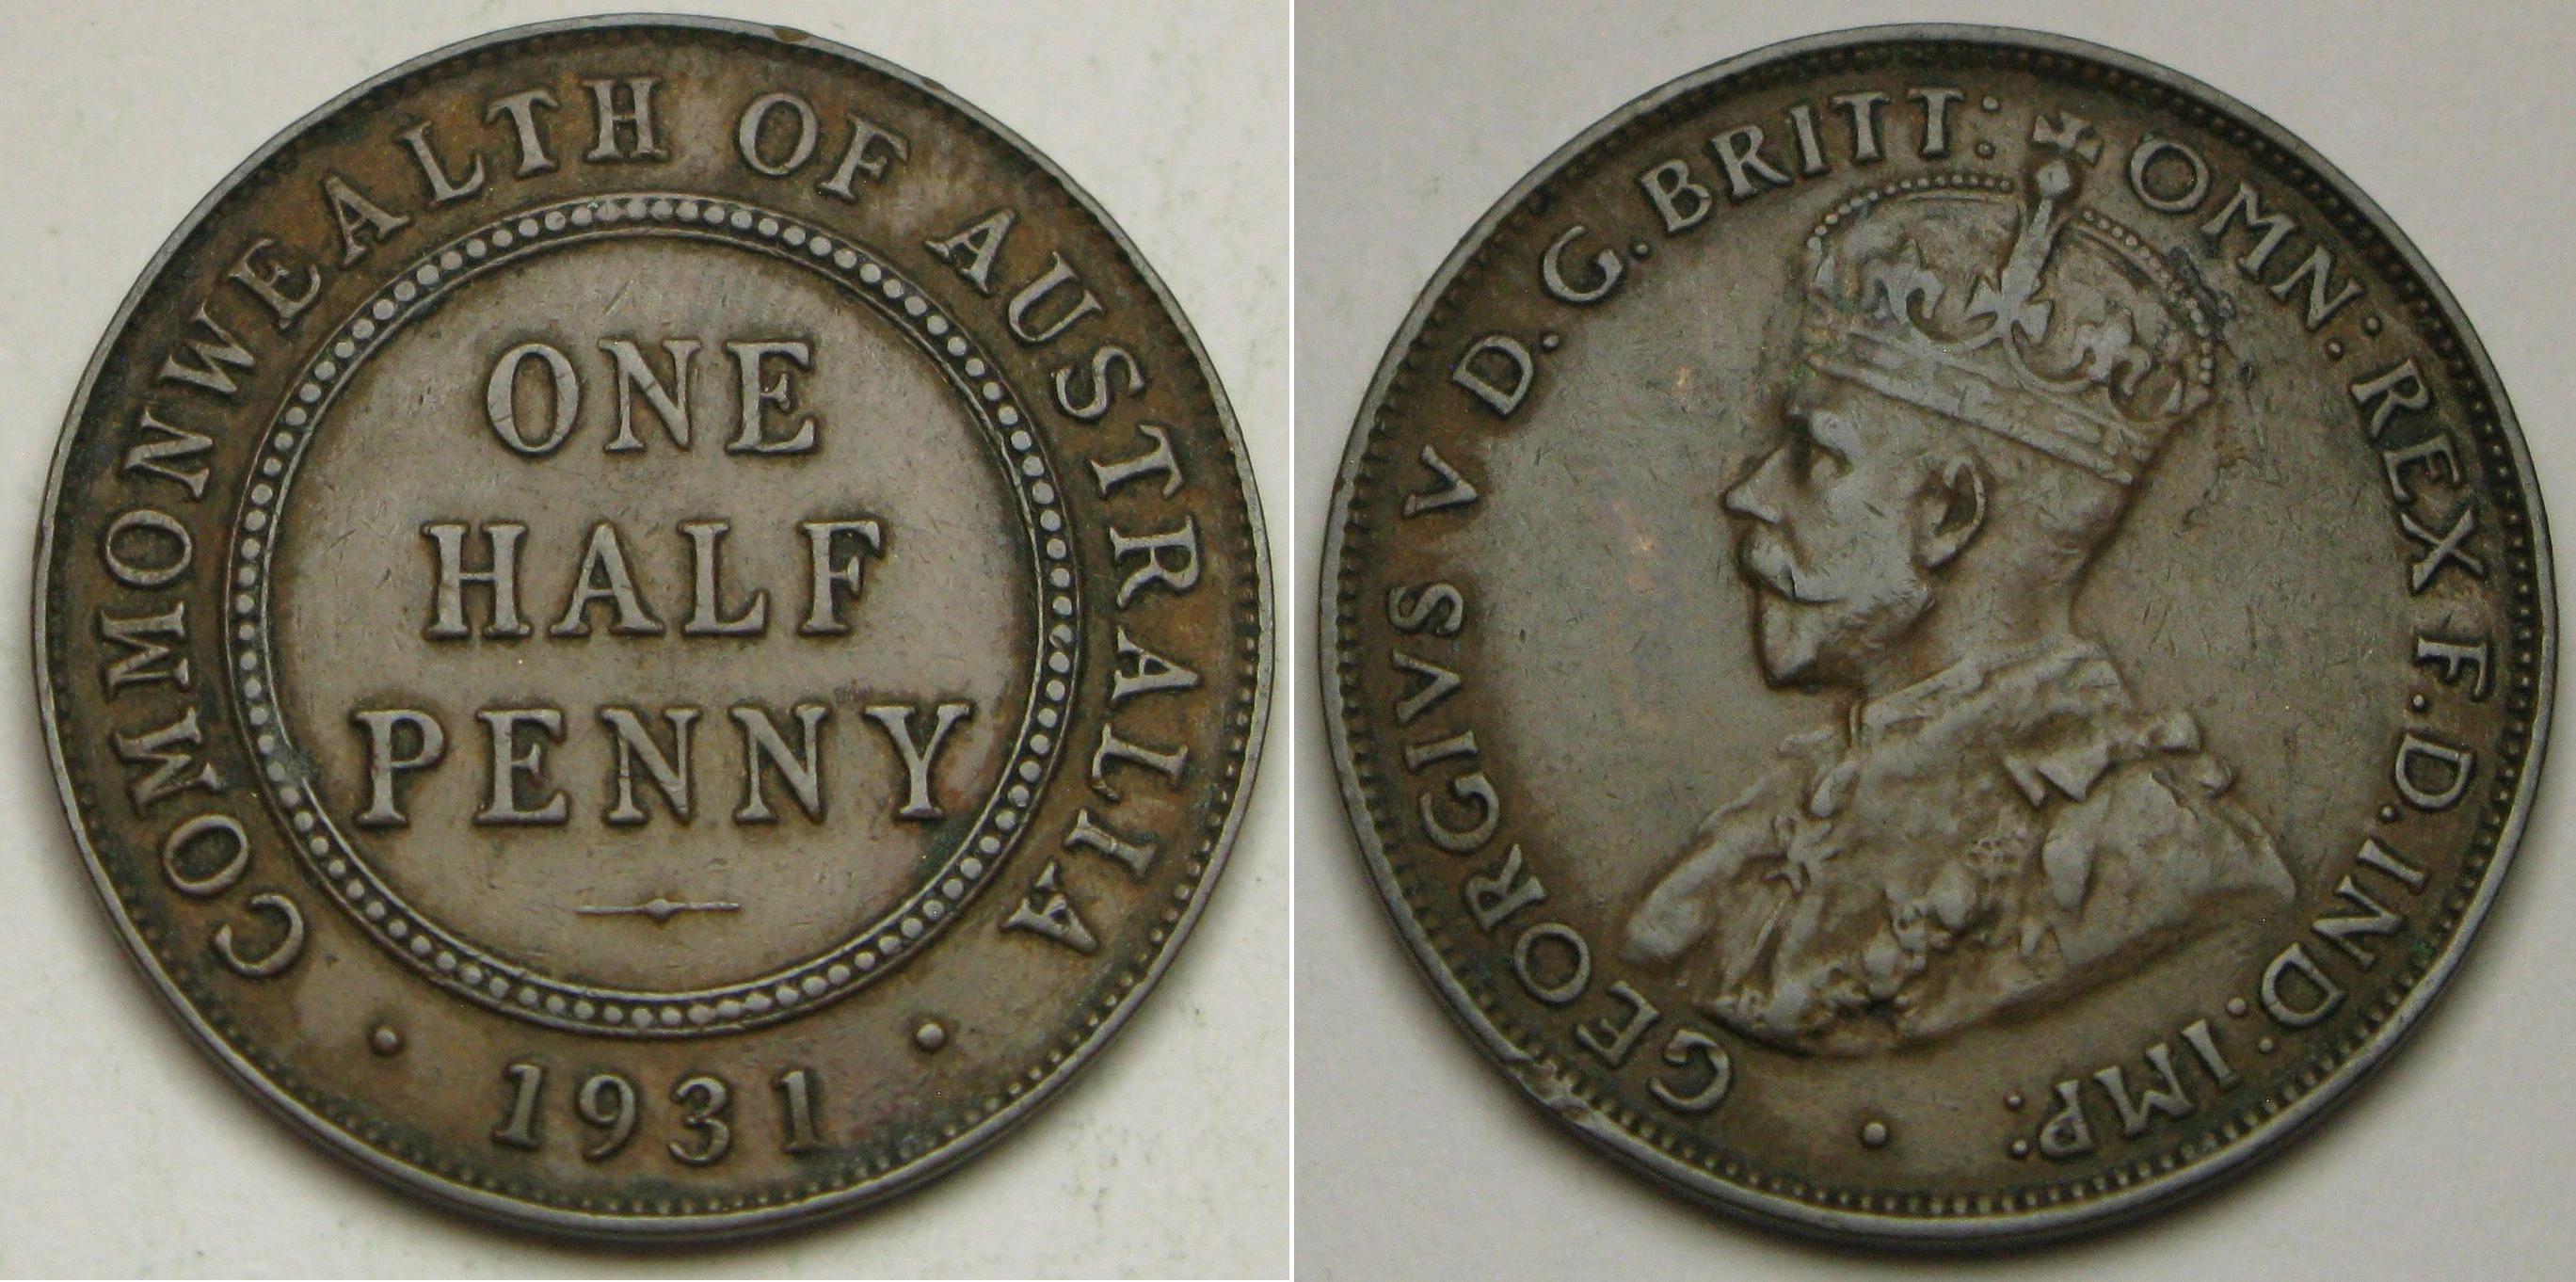 COMMONWEALTH OF AUSTRALIA
ONE
HALF
PENNY
· 1931 ·
GEORGIVS V D.G. BRITT: OMN: REX F.D. IND: IMP: